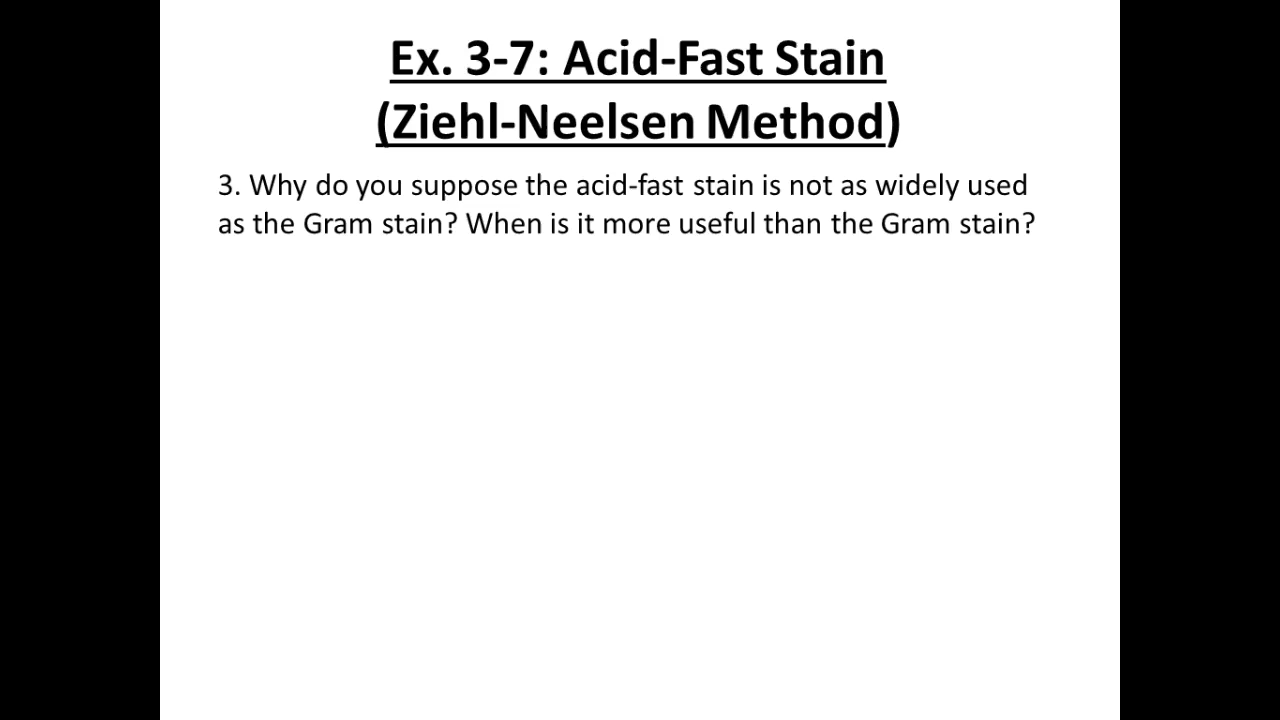 Ex. 3-7: Acid-Fast Stain
(Ziehl-Neelsen Method)
3. Why do you suppose the acid-fast stain is not as widely used
as the Gram stain? When is it more useful than the Gram stain?